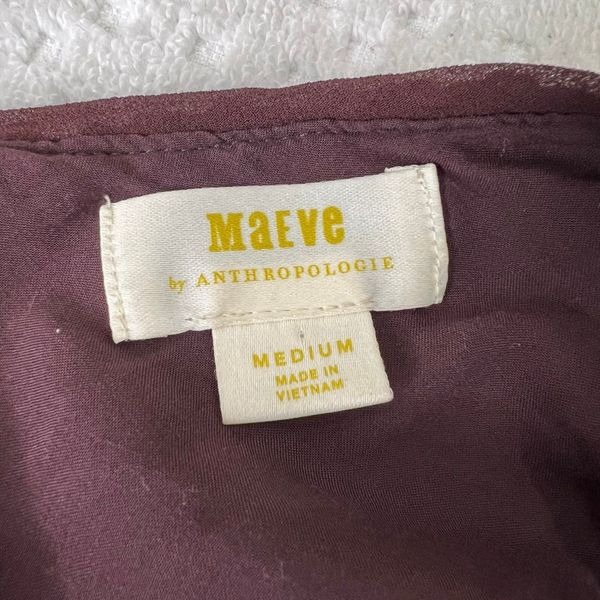 MaEve
by ANTHROPOLOGIE
MEDIUM
MADE IN
VIETNAM